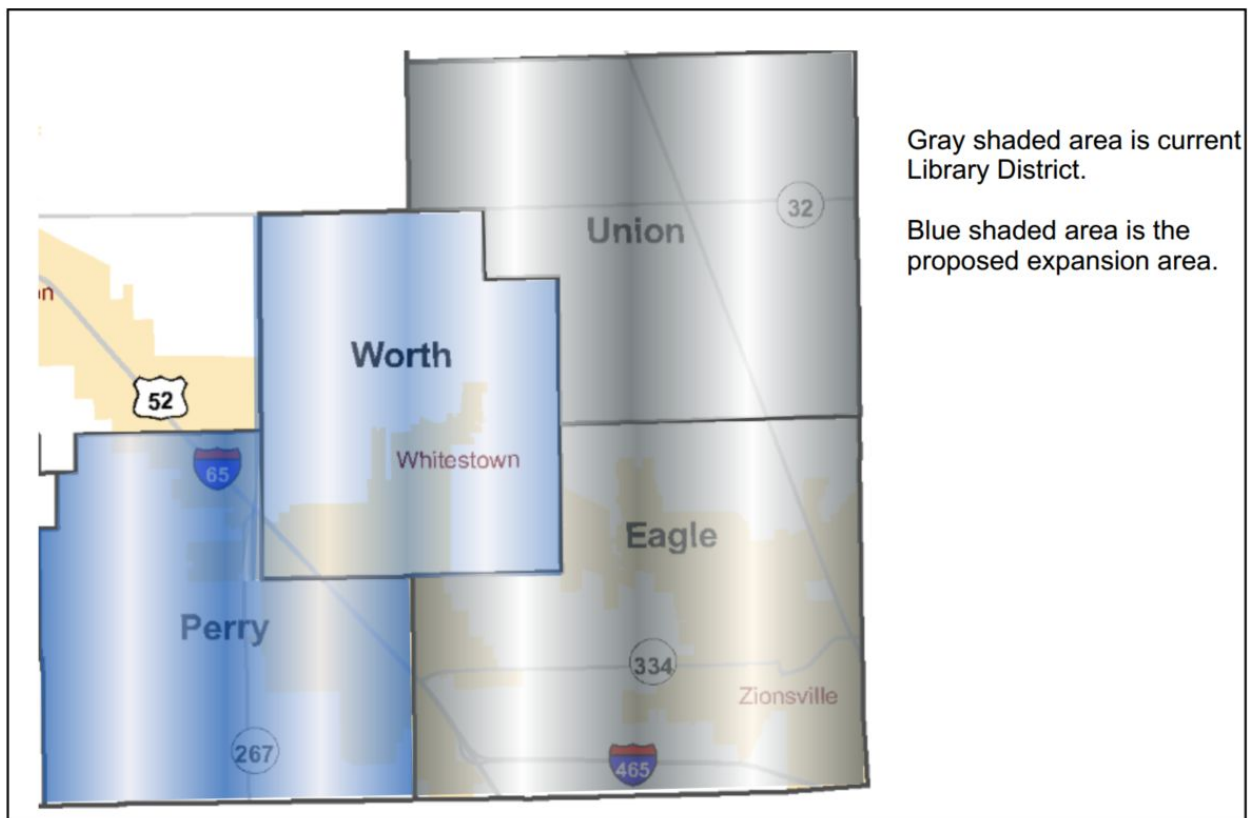 Gray shaded area is current
Library District.
Blue shaded area is the
proposed expansion area.
32
Union
on
Worth
52
Whitestown
65
Eagle
Perry
334
Zionsville
267
465